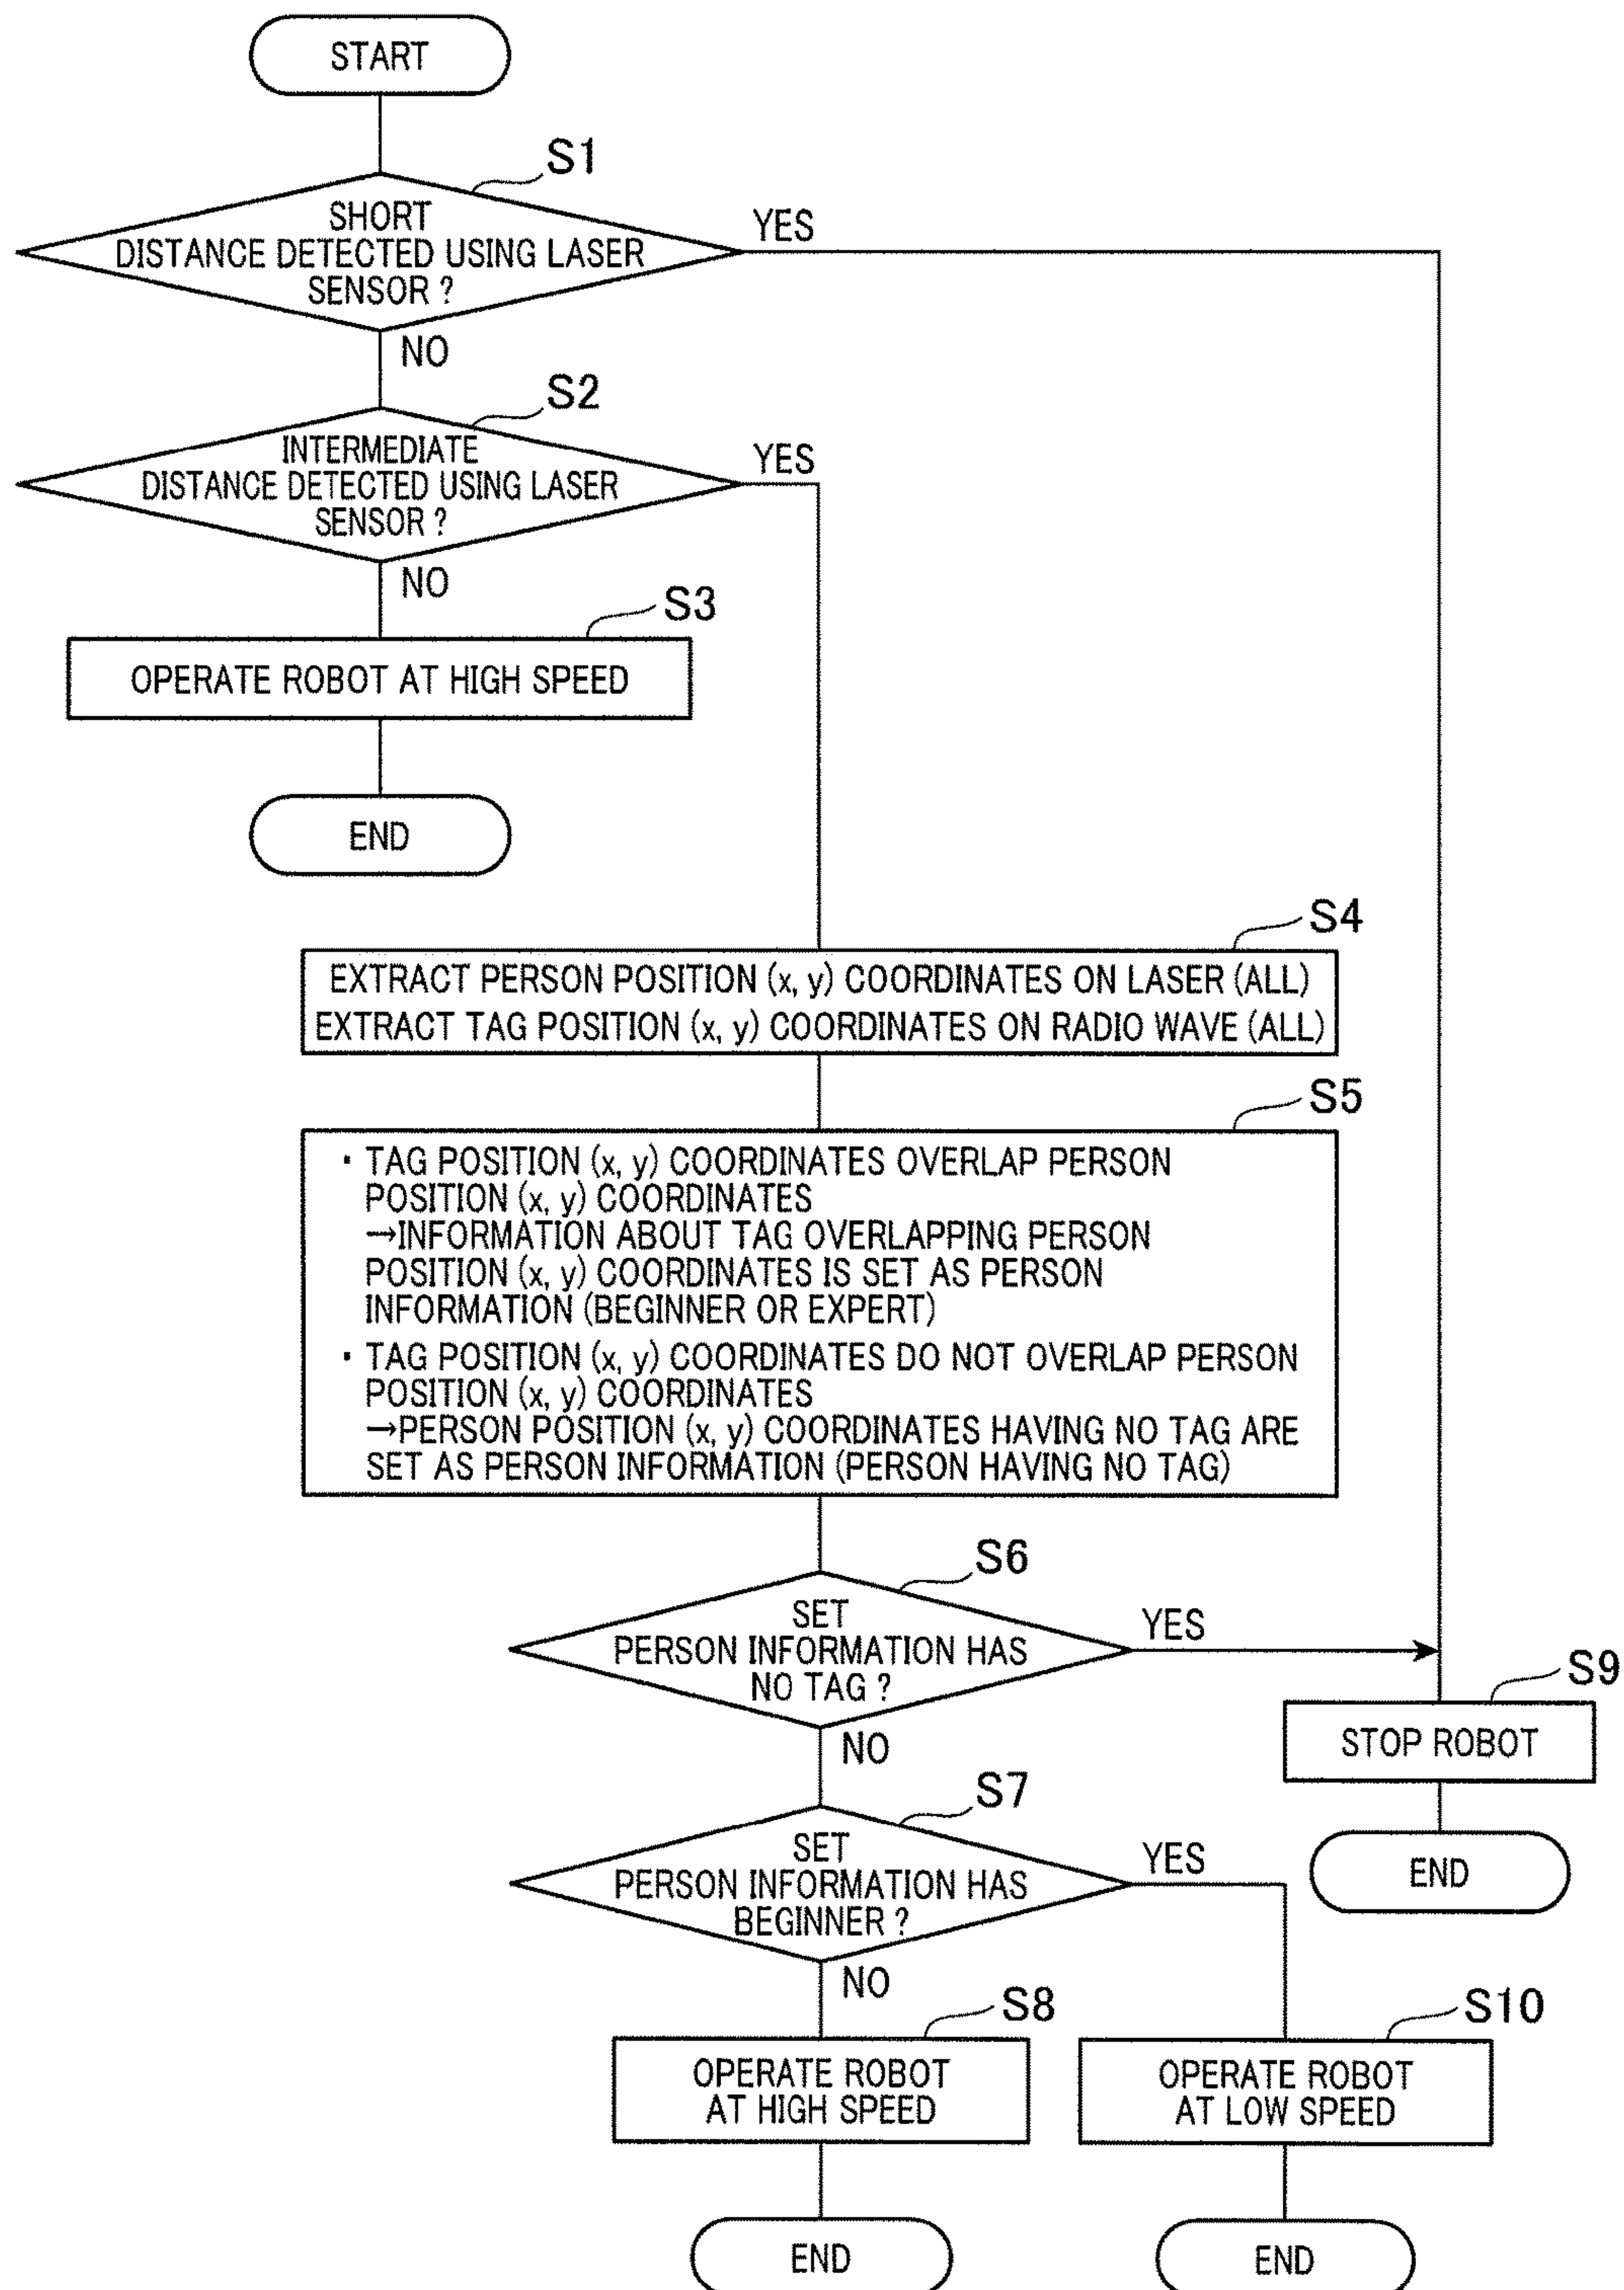 START
S1
SHORT
DISTANCE DETECTED USING LASER
SENSOR ?
YES
NO
S2
INTERMEDIATE
DISTANCE DETECTED USING LASER
SENSOR ?
YES
NO
S3
OPERATE ROBOT AT HIGH SPEED
END
S4
EXTRACT PERSON POSITION (x, y) COORDINATES ON LASER (ALL)
EXTRACT TAG POSITION (x, y) COORDINATES ON RADIO WAVE (ALL)
S5
・ TAG POSITION (x, y) COORDINATES OVERLAP PERSON
POSITION (x, y) COORDINATES
→INFORMATION ABOUT TAG OVERLAPPING PERSON
POSITION (x, y) COORDINATES IS SET AS PERSON
INFORMATION (BEGINNER OR EXPERT)
・ TAG POSITION (x, y) COORDINATES DO NOT OVERLAP PERSON
POSITION (x, y) COORDINATES
→PERSON POSITION (x, y) COORDINATES HAVING NO TAG ARE
SET AS PERSON INFORMATION (PERSON HAVING NO TAG)
S6
SET
PERSON INFORMATION HAS
NO TAG ?
YES
NO
S9
STOP ROBOT
END
S7
SET
PERSON INFORMATION HAS
BEGINNER ?
YES
NO
S8
OPERATE ROBOT
AT HIGH SPEED
END
S10
OPERATE ROBOT
AT LOW SPEED
END